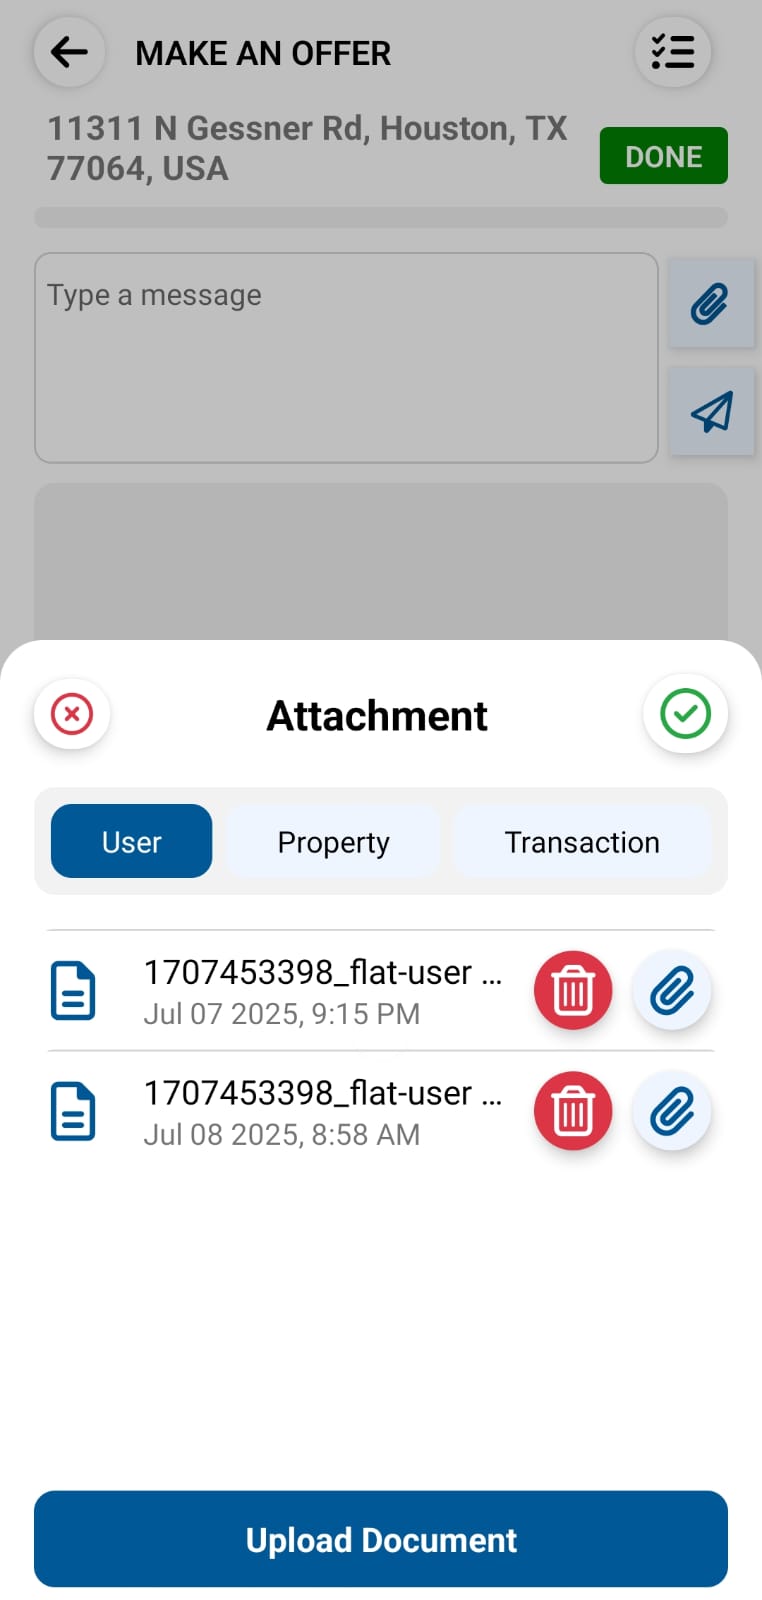 MAKE AN OFFER
11311 N Gessner Rd, Houston, TX
77064, USA
DONE
Type a message
Attachment
User
Property
Transaction
1707453398_flat-user ...
Jul 07 2025, 9:15 PM
1707453398_flat-user ...
Jul 08 2025, 8:58 AM
Upload Document